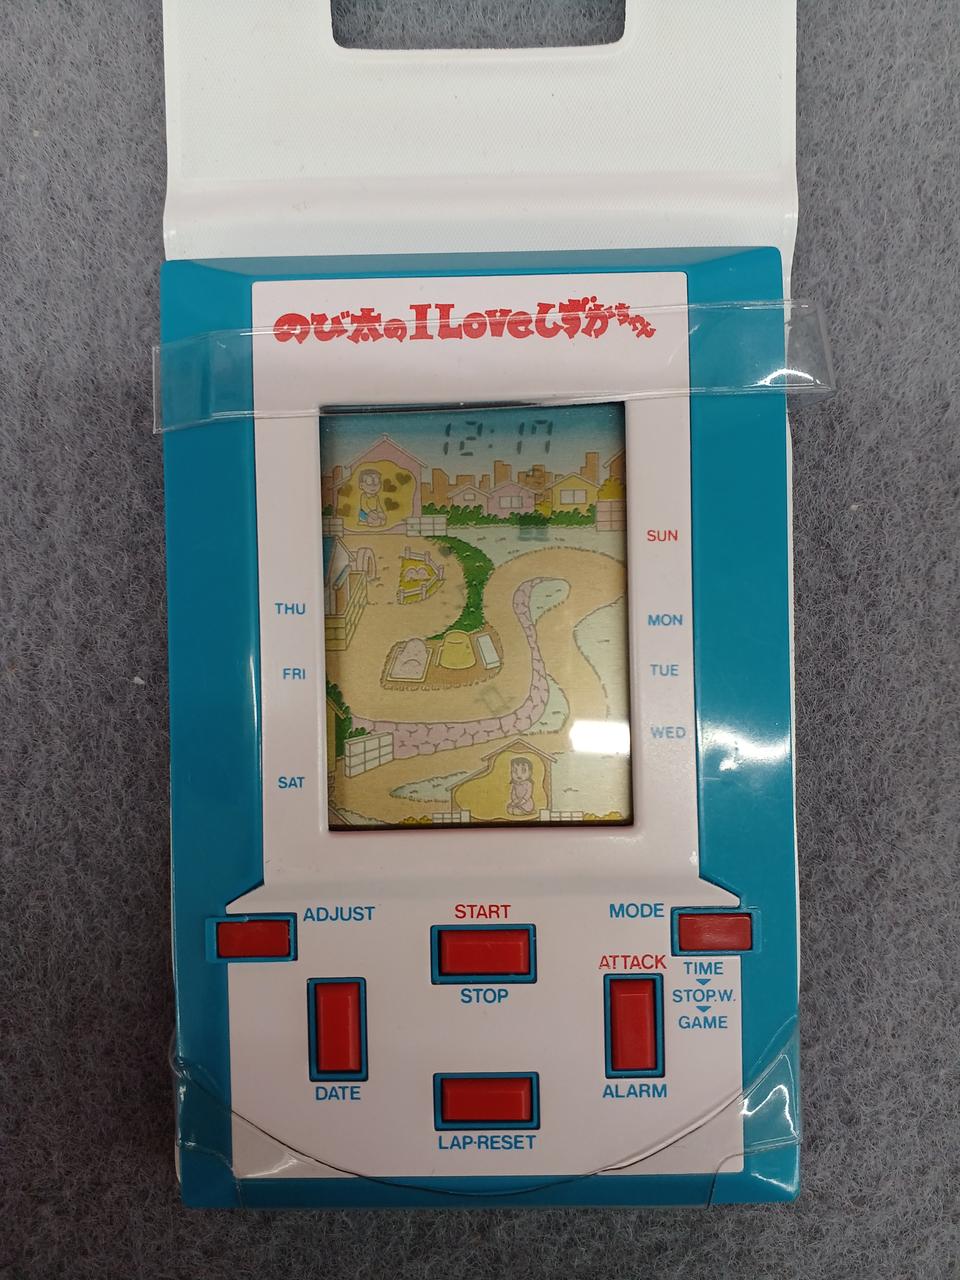 のび太のI Loveしずかちゃん
12:17
SUN
THU
MON
FRI
TUE
WED
SAT
ADJUST
START
MODE
STOP
ATTACK
TIME
STOP.W.
GAME
DATE
ALARM
LAP·RESET